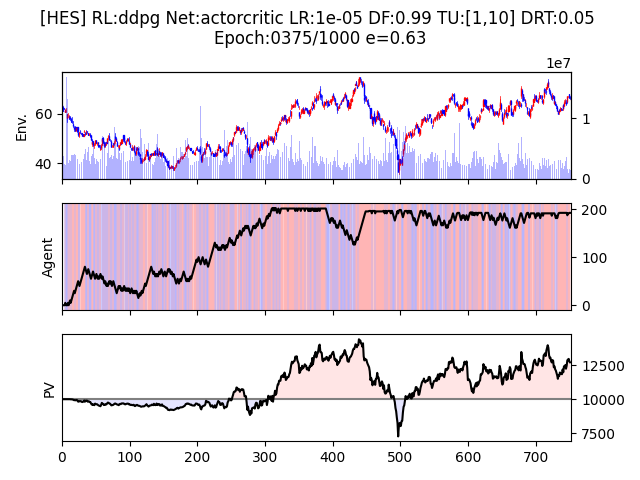 [HES] RL:ddpg Net:actorcritic LR:1e-05 DF:0.99 TU:[1,10] DRT:0.05
Epoch:0375/1000 e=0.63
1e7
Env.
60
40
1
0
Agent
200
100
0
PV
12500
10000
7500
0 100 200 300 400 500 600 700